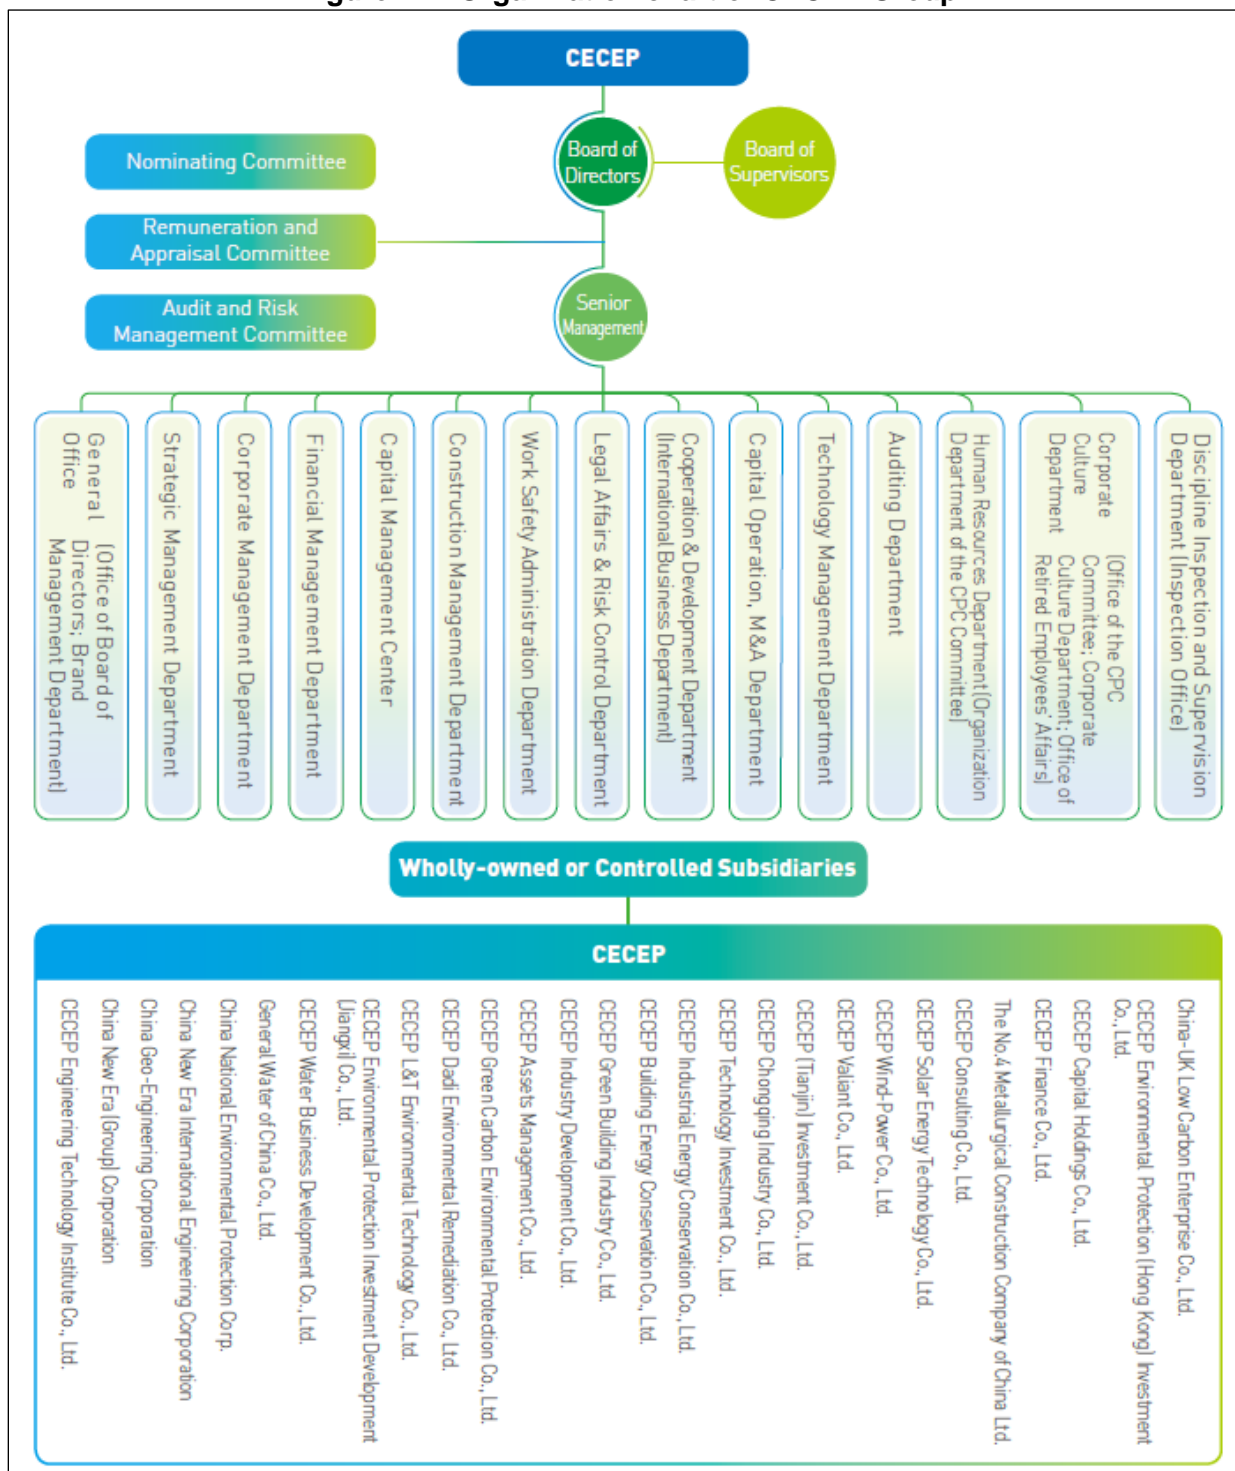 CECEP
Board of
Directors
Board of
Supervisors
Nominating Committee
Remuneration and
Appraisal Committee
Audit and Risk
Management Committee
Senior
Management
General
Office
(Office of Board of
Directors; Brand
Management Department)
Strategic Management Department
Corporate Management Department
Financial Management Department
Capital Management Center
Construction Management Department
Work Safety Administration Department
Legal Affairs & Risk Control Department
Cooperation & Development Department
(International Business Department)
Capital Operation, M&A Department
Technology Management Department
Auditing Department
Human Resources Department (Organization
Department of the CPC Committee)
Corporate
Culture
Department
(Office of the CPC
Committee; Corporate
Culture Department; Office of
Retired Employees' Affairs)
Discipline Inspection and Supervision
Department (Inspection Office)
Wholly-owned or Controlled Subsidiaries
CECEP
CECEP Engineering Technology Institute Co., Ltd.
China New Era (Group) Corporation
China Geo-Engineering Corporation
China New Era International Engineering Corporation
China National Environmental Protection Corp.
General Water of China Co., Ltd.
CECEP Water Business Development Co., Ltd.
CECEP Environmental Protection Investment Development
(Jiangxi) Co., Ltd.
CECEP L&T Environmental Technology Co., Ltd.
CECEP Dadi Environmental Remediation Co., Ltd.
CECEP Green Carbon Environmental Protection Co., Ltd.
CECEP Assets Management Co., Ltd.
CECEP Industry Development Co., Ltd.
CECEP Green Building Industry Co., Ltd.
CECEP Building Energy Conservation Co., Ltd.
CECEP Industrial Energy Conservation Co., Ltd.
CECEP Technology Investment Co., Ltd.
CECEP Chongqing Industry Co., Ltd.
CECEP (Tianjin) Investment Co., Ltd.
CECEP Valiant Co., Ltd.
CECEP Wind-Power Co., Ltd.
CECEP Solar Energy Technology Co., Ltd.
CECEP Consulting Co., Ltd.
The No.4 Metallurgical Construction Company of China Ltd.
CECEP Finance Co., Ltd.
CECEP Capital Holdings Co., Ltd.
CECEP Environmental Protection (Hong Kong) Investment
Co., Ltd.
China-UK Low Carbon Enterprise Co., Ltd.